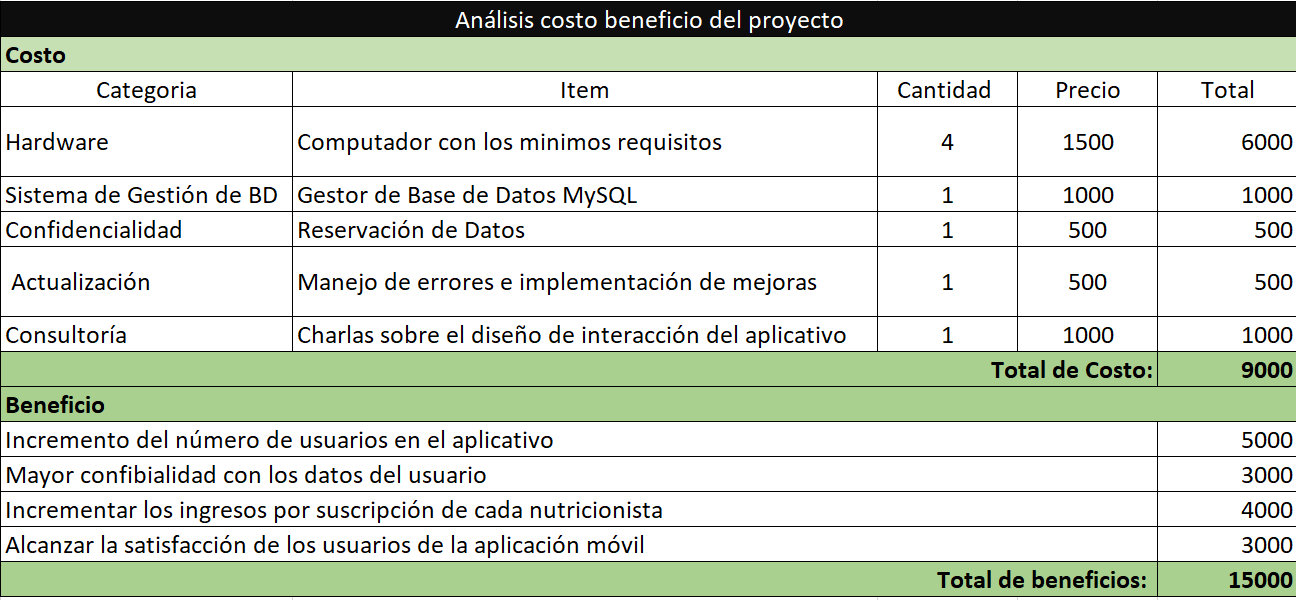 Análisis costo beneficio del proyecto
Costo
Categoria Item Cantidad Precio Total
Hardware Computador con los minimos requisitos 4 1500 6000
Sistema de Gestión de BD Gestor de Base de Datos MySQL 1 1000 1000
Confidencialidad Reservación de Datos 1 500 500
Actualización Manejo de errores e implementación de mejoras 1 500 500
Consultoría Charlas sobre el diseño de interacción del aplicativo 1 1000 1000
Total de Costo: 9000
Beneficio
Incremento del número de usuarios en el aplicativo 5000
Mayor confibialidad con los datos del usuario 3000
Incrementar los ingresos por suscripción de cada nutricionista 4000
Alcanzar la satisfacción de los usuarios de la aplicación móvil 3000
Total de beneficios: 15000